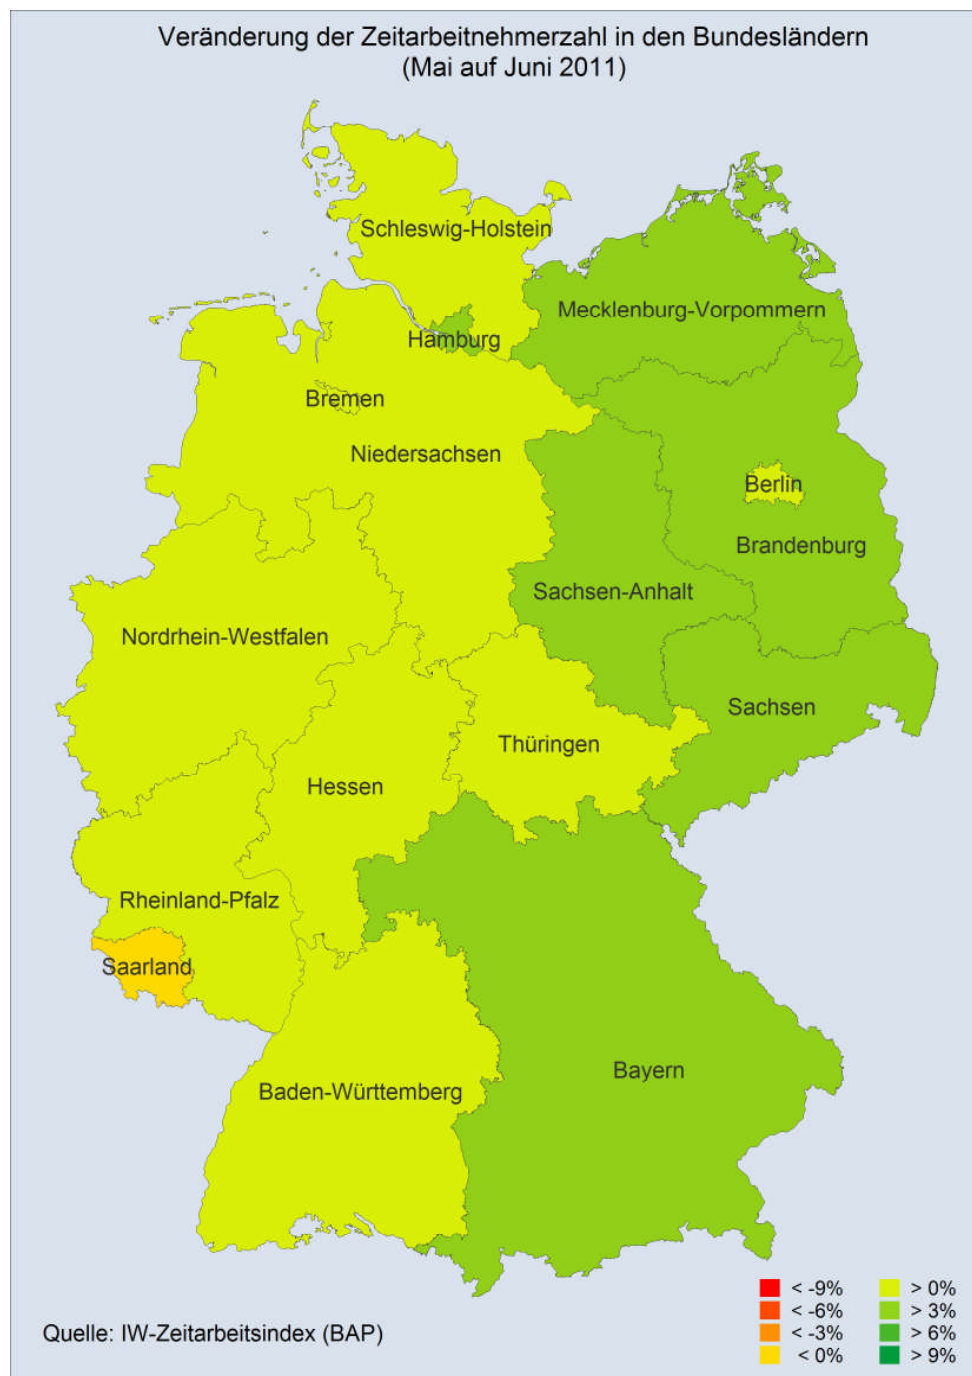 Veränderung der Zeitarbeitnehmerzahl in den Bundesländern
(Mai auf Juni 2011)
Schleswig-Holstein
Mecklenburg-Vorpommern
Hamburg
Bremen
Niedersachsen
Berlin
Brandenburg
Sachsen-Anhalt
Nordrhein-Westfalen
Sachsen
Thüringen
Hessen
Rheinland-Pfalz
Saarland
Bayern
Baden-Württemberg
< -9%
< -6%
< -3%
< 0%
> 0%
> 3%
> 6%
> 9%
Quelle: IW-Zeitarbeitsindex (BAP)